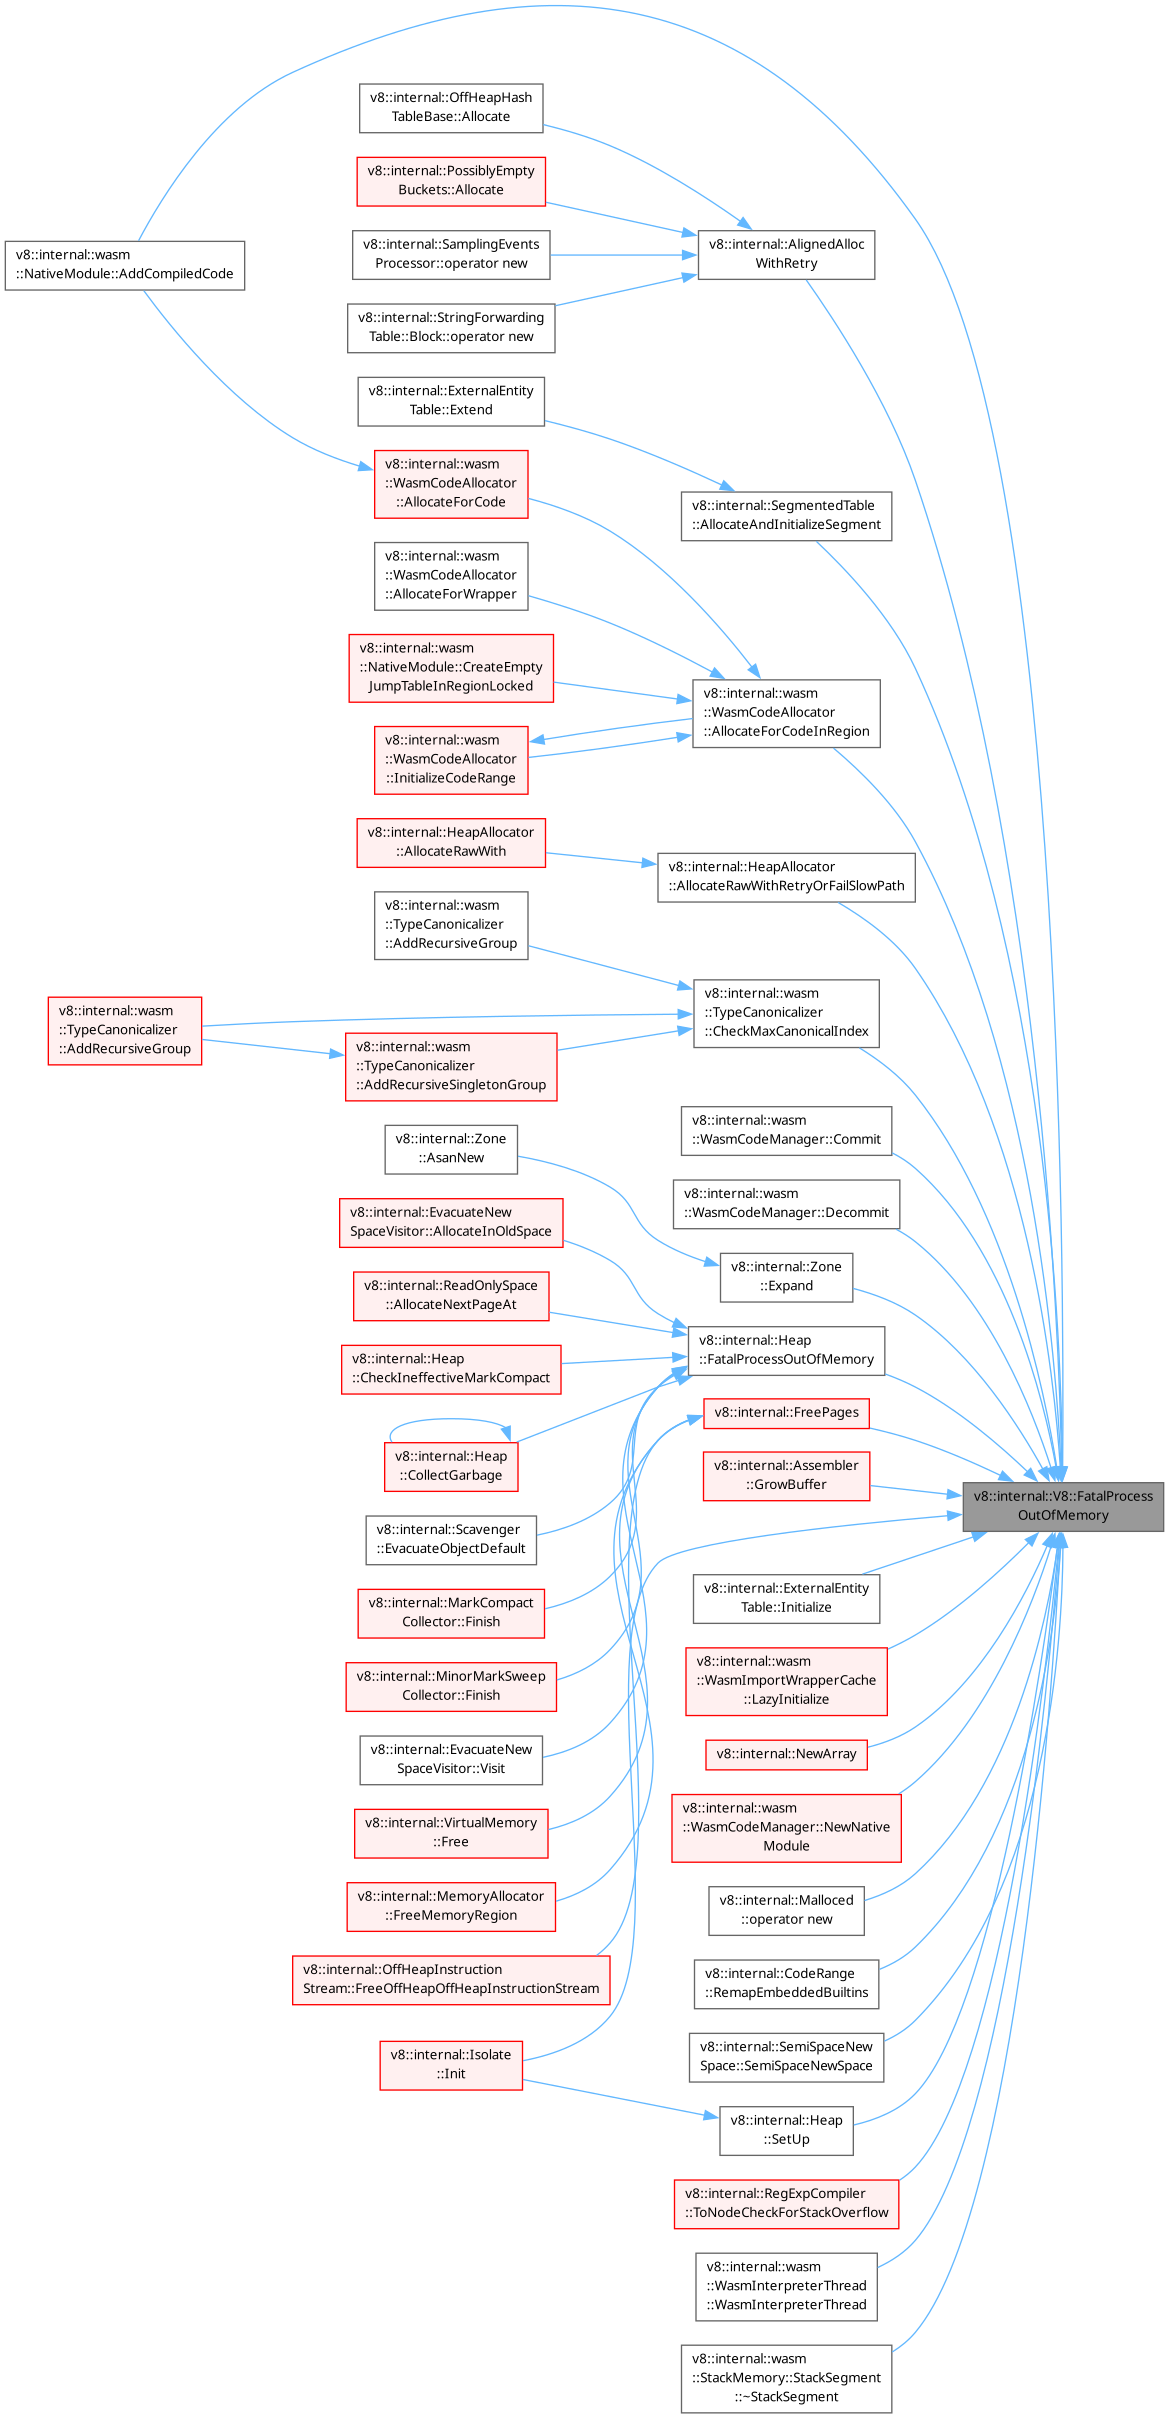 v8::internal::OffHeapHash
TableBase::Allocate
v8::internal::PossiblyEmpty
Buckets::Allocate
v8::internal::SamplingEvents
Processor::operator new
v8::internal::StringForwarding
Table::Block::operator new
v8::internal::AlignedAlloc
WithRetry
v8::internal::wasm
::NativeModule::AddCompiledCode
v8::internal::ExternalEntity
Table::Extend
v8::internal::wasm
::WasmCodeAllocator
::AllocateForCode
v8::internal::SegmentedTable
::AllocateAndInitializeSegment
v8::internal::wasm
::WasmCodeAllocator
::AllocateForWrapper
v8::internal::wasm
::NativeModule::CreateEmpty
JumpTableInRegionLocked
v8::internal::wasm
::WasmCodeAllocator
::AllocateForCodeInRegion
v8::internal::wasm
::WasmCodeAllocator
::InitializeCodeRange
v8::internal::HeapAllocator
::AllocateRawWith
v8::internal::HeapAllocator
::AllocateRawWithRetryOrFailSlowPath
v8::internal::wasm
::TypeCanonicalizer
::AddRecursiveGroup
v8::internal::wasm
::TypeCanonicalizer
::CheckMaxCanonicalIndex
v8::internal::wasm
::TypeCanonicalizer
::AddRecursiveGroup
v8::internal::wasm
::TypeCanonicalizer
::AddRecursiveSingletonGroup
v8::internal::wasm
::WasmCodeManager::Commit
v8::internal::Zone
::AsanNew
v8::internal::wasm
::WasmCodeManager::Decommit
v8::internal::EvacuateNew
SpaceVisitor::AllocateInOldSpace
v8::internal::Zone
::Expand
v8::internal::ReadOnlySpace
::AllocateNextPageAt
v8::internal::Heap
::FatalProcessOutOfMemory
v8::internal::Heap
::CheckIneffectiveMarkCompact
v8::internal::FreePages
v8::internal::Heap
::CollectGarbage
v8::internal::Assembler
::GrowBuffer
v8::internal::V8::FatalProcess
OutOfMemory
v8::internal::Scavenger
::EvacuateObjectDefault
v8::internal::ExternalEntity
Table::Initialize
v8::internal::MarkCompact
Collector::Finish
v8::internal::wasm
::WasmImportWrapperCache
::LazyInitialize
v8::internal::MinorMarkSweep
Collector::Finish
v8::internal::NewArray
v8::internal::EvacuateNew
SpaceVisitor::Visit
v8::internal::wasm
::WasmCodeManager::NewNative
Module
v8::internal::VirtualMemory
::Free
v8::internal::MemoryAllocator
::FreeMemoryRegion
v8::internal::Malloced
::operator new
v8::internal::OffHeapInstruction
Stream::FreeOffHeapOffHeapInstructionStream
v8::internal::CodeRange
::RemapEmbeddedBuiltins
v8::internal::Isolate
::Init
v8::internal::SemiSpaceNew
Space::SemiSpaceNewSpace
v8::internal::Heap
::SetUp
v8::internal::RegExpCompiler
::ToNodeCheckForStackOverflow
v8::internal::wasm
::WasmInterpreterThread
::WasmInterpreterThread
v8::internal::wasm
::StackMemory::StackSegment
::~StackSegment